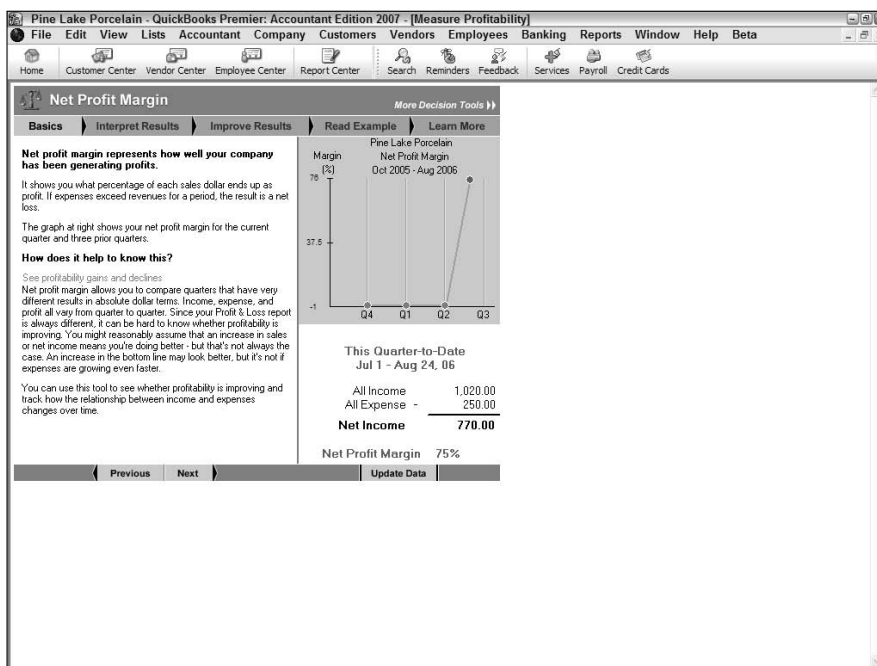 Pine Lake Porcelain - QuickBooks Premier: Accountant Edition 2007 - [Measure Profitability]
File Edit View Lists Accountant Company Customers Vendors Employees Banking Reports Window Help Beta
Home Customer Center Vendor Center Employee Center Report Center Search Reminders Feedback Services Payroll Credit Cards
Net Profit Margin
More Decision Tools
Basics Interpret Results Improve Results Read Example Learn More
Net profit margin represents how well your company
has been generating profits.
It shows you what percentage of each sales dollar ends up as
profit. If expenses exceed revenues for a period, the result is a net
loss.
The graph at right shows your net profit margin for the current
quarter and three prior quarters.
How does it help to know this?
See profitability gains and declines
Net profit margin allows you to compare quarters that have very
different results in absolute dollar terms. Income, expense, and
profit all vary from quarter to quarter. Since your Profit & Loss report
is always different, it can be hard to know whether profitability is
improving. You might reasonably assume that an increase in sales
or net income means you're doing better - but that's not always the
case. An increase in the bottom line may look better, but it's not if
expenses are growing even faster.
You can use this tool to see whether profitability is improving and
track how the relationship between income and expenses
changes over time.
Pine Lake Porcelain
Margin Net Profit Margin
(%) Oct 2005 - Aug 2006
76
37.5
-1
Q4 Q1 Q2 Q3
This Quarter-to-Date
Jul 1 - Aug 24, 06
All Income 1,020.00
All Expense - 250.00
Net Income 770.00
Net Profit Margin 75%
Previous Next Update Data